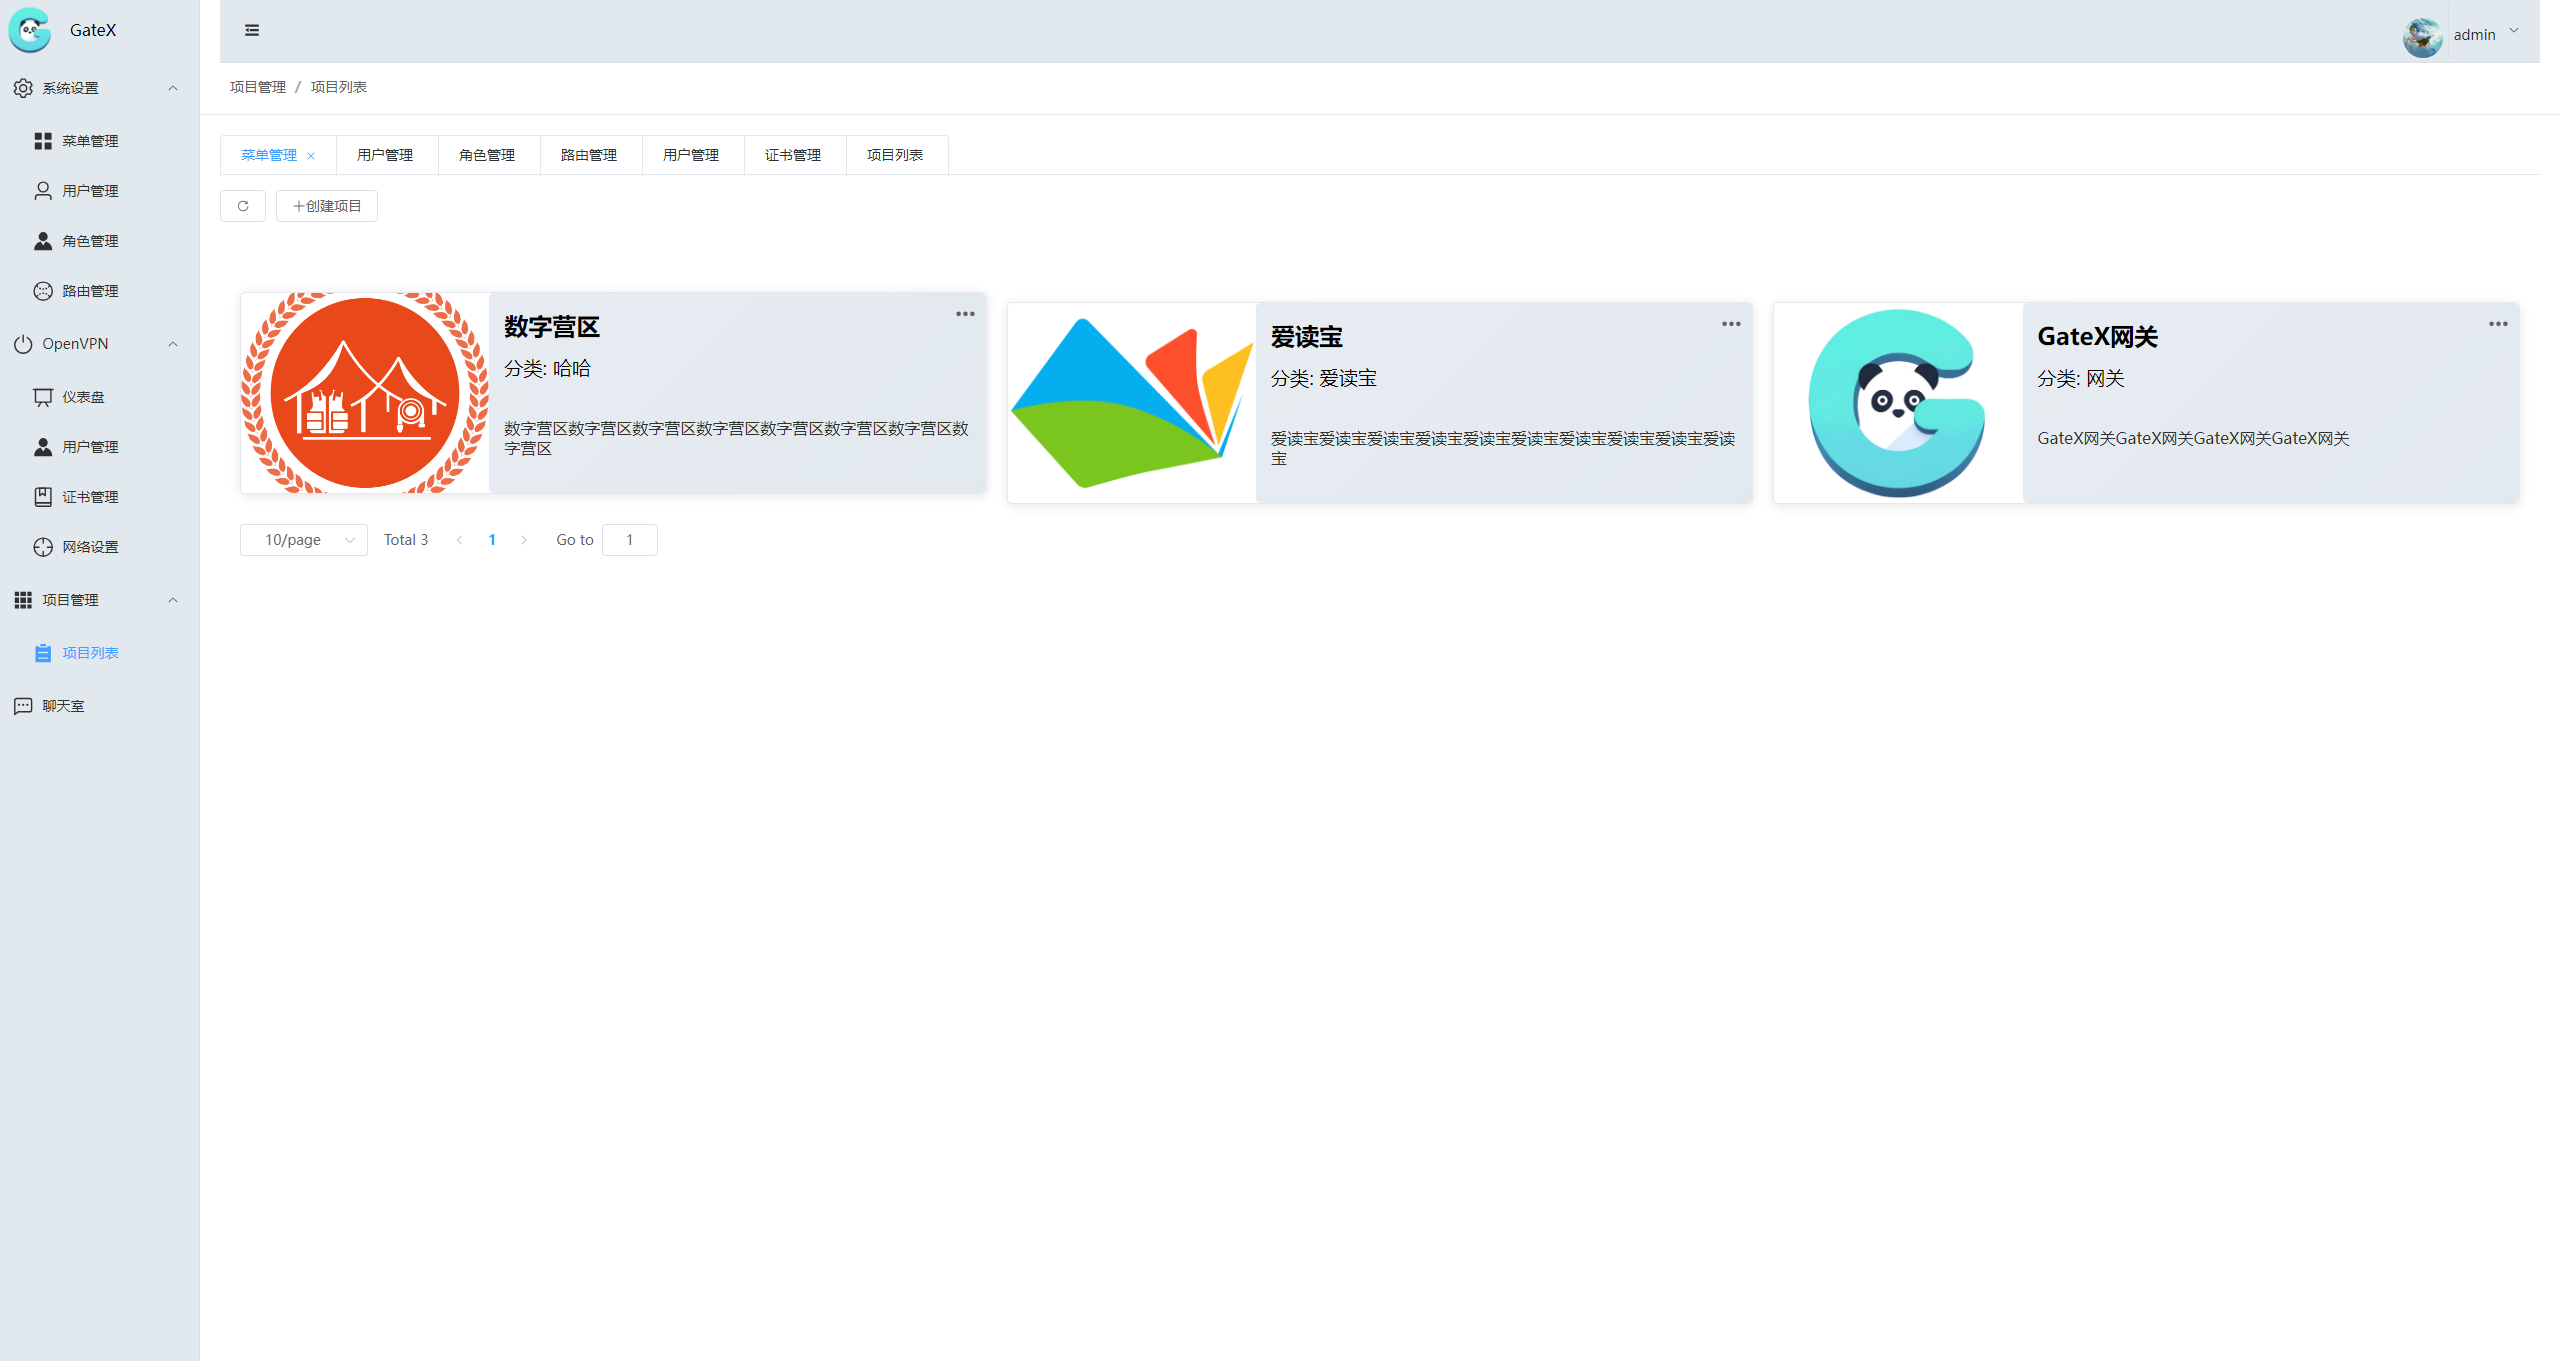 GateX
系统设置
菜单管理
用户管理
角色管理
路由管理
OpenVPN
仪表盘
用户管理
证书管理
网络设置
项目管理
项目列表
聊天室
admin
项目管理 / 项目列表
菜单管理 用户管理 角色管理 路由管理 用户管理 证书管理 项目列表
创建项目
数字营区
分类: 哈哈
数字营区数字营区数字营区数字营区数字营区数字营区数字营区数
字营区
爱读宝
分类: 爱读宝
爱读宝爱读宝爱读宝爱读宝爱读宝爱读宝爱读宝爱读宝爱读宝爱读
宝
GateX网关
分类: 网关
GateX网关GateX网关GateX网关GateX网关
10/page Total 3 1 Go to 1